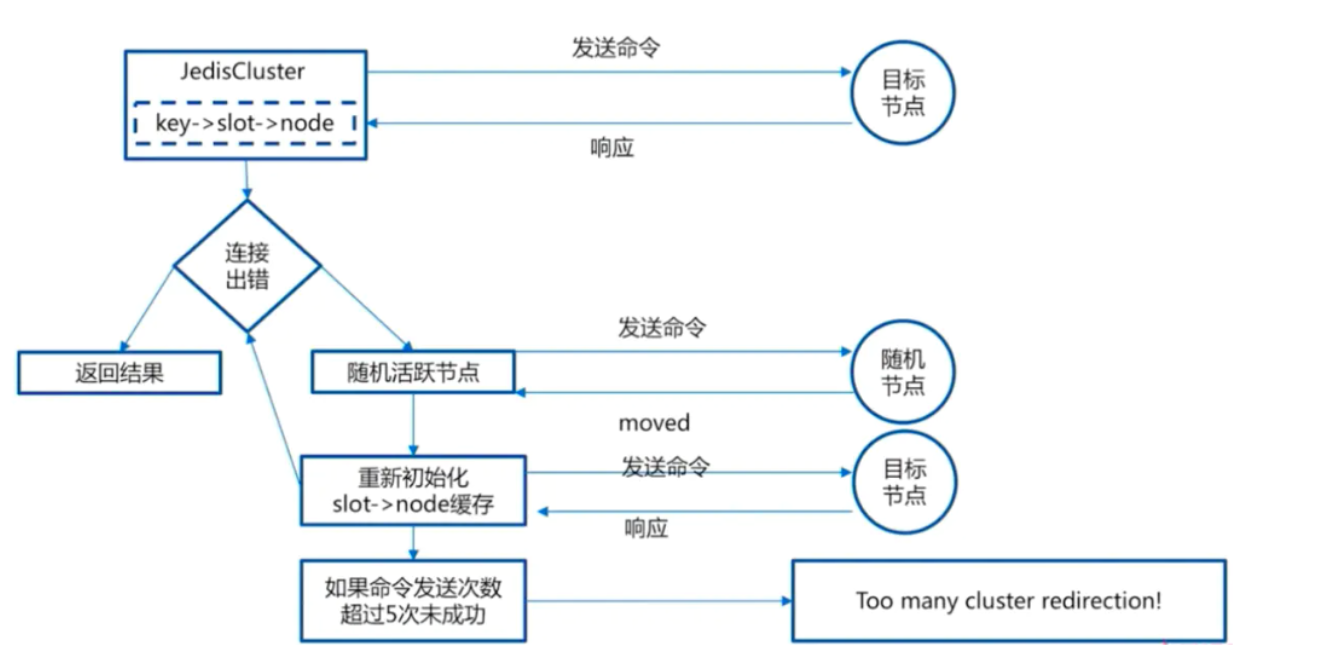 发送命令
JedisCluster
目标
节点
key->slot->node
响应
连接
出错
发送命令
返回结果
随机活跃节点
随机
节点
moved
重新初始化
slot->node缓存
发送命令
目标
节点
响应
如果命令发送次数
超过5次未成功
Too many cluster redirection!